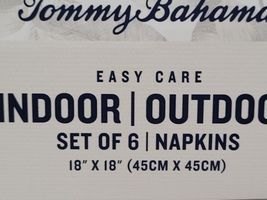 Tommy Bahama
EASY CARE
INDOOR | OUTDOO
SET OF 6 | NAPKINS
18" X 18" (45CM X 45CM)